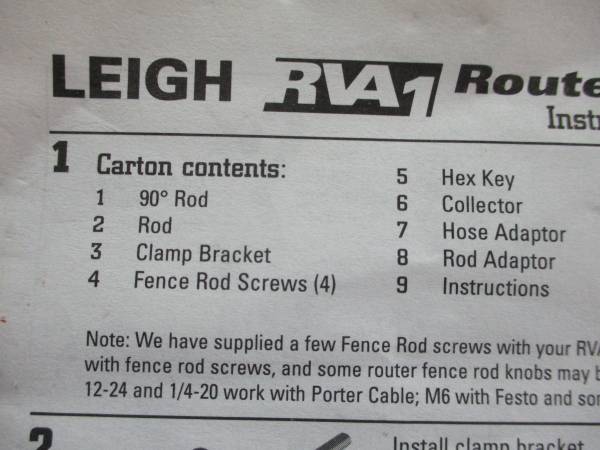 LEIGH RVA1 Route
Instr
1 Carton contents:
1 90° Rod
2 Rod
3 Clamp Bracket
4 Fence Rod Screws (4)
5 Hex Key
6 Collector
7 Hose Adaptor
8 Rod Adaptor
9 Instructions
Note: We have supplied a few Fence Rod screws with your RVA
with fence rod screws, and some router fence rod knobs may b
12-24 and 1/4-20 work with Porter Cable; M6 with Festo and som
2 Install clamp bracket